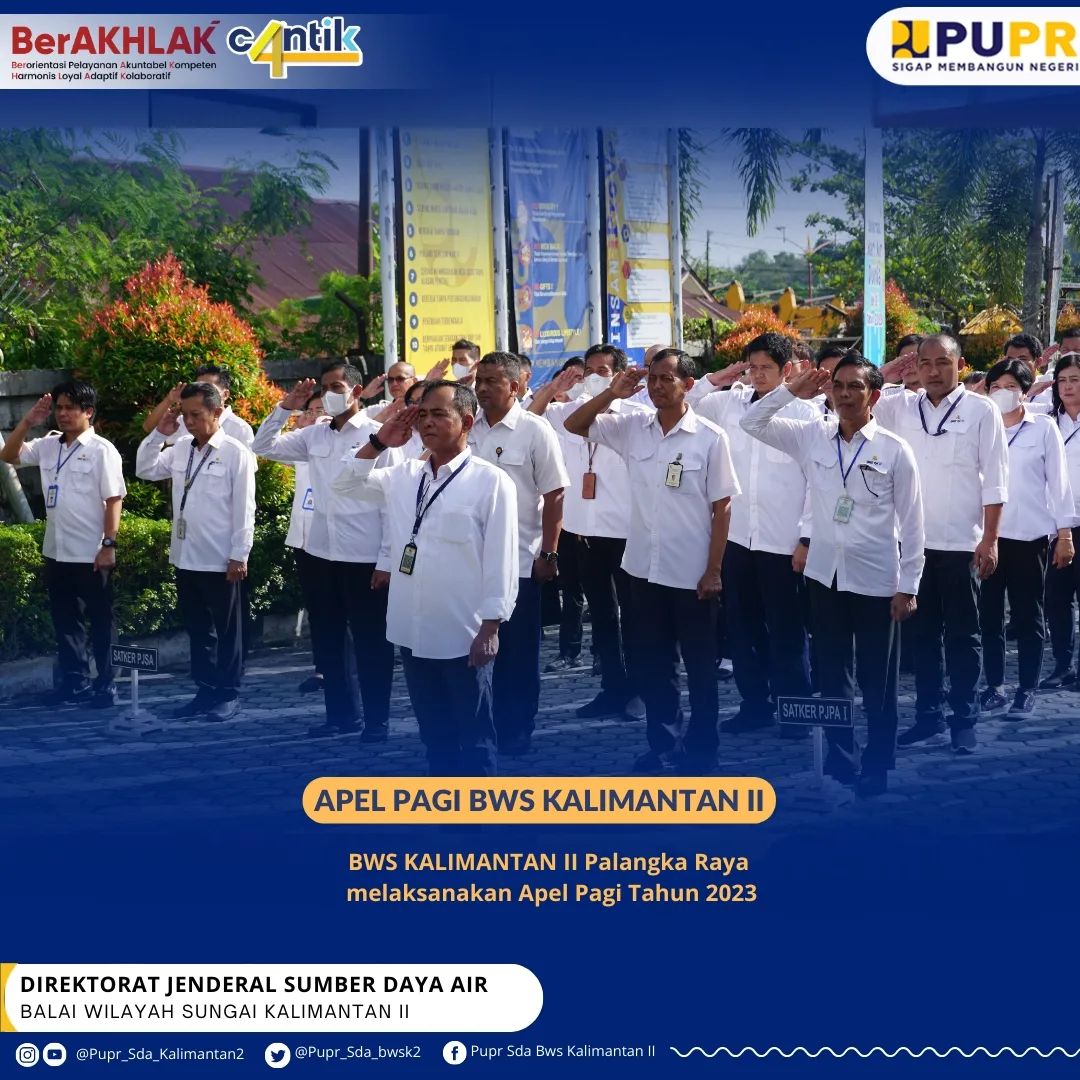 BerAKHLAK
Berorientasi Pelayanan Akuntabel Kompeten
Harmonis Loyal Adaptif Kolaboratif
c4ntik
PUPR
SIGAP MEMBANGUN NEGERI
SATKER PJSA
SATKER PJPA I
APEL PAGI BWS KALIMANTAN II
BWS KALIMANTAN II Palangka Raya
melaksanakan Apel Pagi Tahun 2023
DIREKTORAT JENDERAL SUMBER DAYA AIR
BALAI WILAYAH SUNGAI KALIMANTAN II
@Pupr_Sda_Kalimantan2
@Pupr_Sda_bwsk2
Pupr Sda Bws Kalimantan II